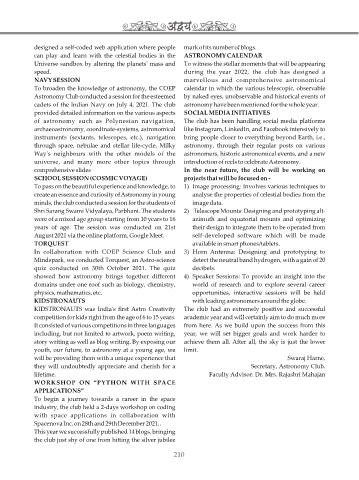 अद्वय
designed a self-coded web application where people
can play and learn with the celestial bodies in the
Universe sandbox by altering the planets' mass and
speed.
NAVY SESSION
To broaden the knowledge of astronomy, the COEP
Astronomy Club conducted a session for the esteemed
cadets of the Indian Navy on July 4, 2021. The club
provided detailed information on the various aspects
of astronomy such as Polynesian navigation,
archaeoastronomy, coordinate-systems, astronomical
instruments (sextants, telescopes, etc.), navigation
through space, nebulae and stellar life-cycle, Milky
Way's neighbours with the other models of the
universe, and many more other topics through
comprehensive slides
SCHOOL SESSION (COSMIC VOYAGE)
To pass on the beautiful experience and knowledge, to
create an essence and curiosity of Astronomy in young
minds, the club conducted a session for the students of
Shri Sarang Swami Vidyalaya, Parbhani. The students
were of a mixed age group starting from 10 years to 16
years of age. The session was conducted on 21st
August 2021 via the online platform, Google Meet.
TORQUEST
In collaboration with COEP Science Club and
Mindspark, we conducted Torquest, an Astro-science
quiz conducted on 30th October 2021. The quiz
showed how astronomy brings together different
domains under one roof such as biology, chemistry,
physics, mathematics, etc.
KIDSTRONAUTS
KIDSTRONAUTS was India's first Astro Creativity
competition for kids right from the age of 6 to 15 years.
It consisted of various competitions in three languages
including, but not limited to artwork, poem writing,
story writing as well as blog writing. By exposing our
youth, our future, to astronomy at a young age, we
will be providing them with a unique experience that
they will undoubtedly appreciate and cherish for a
lifetime.
WORKSHOP ON "PYTHON WITH SPACE
APPLICATIONS"
To begin a journey towards a career in the space
industry, the club held a 2-days workshop on coding
with space applications in collaboration with
Spacenova Inc. on 28th and 29th December 2021.
This year we successfully published 14 blogs, bringing
the club just shy of one from hitting the silver jubilee
mark of its number of blogs.
ASTRONOMY CALENDAR
To witness the stellar moments that will be appearing
during the year 2022, the club has designed a
marvellous and comprehensive astronomical
calendar in which the various telescopic, observable
by naked eyes, unobservable and historical events of
astronomy have been mentioned for the whole year.
SOCIAL MEDIA INITIATIVES
The club has been handling social media platforms
like Instagram, LinkedIn, and Facebook intensively to
bring people closer to everything beyond Earth, i.e.,
astronomy, through their regular posts on various
astronomers, historic astronomical events, and a new
introduction of reels to celebrate Astronomy.
In the near future, the club will be working on
projects that will be focused on -
1) Image processing: Involves various techniques to
analyse the properties of celestial bodies from the
image data.
2) Telescope Mounts: Designing and prototyping alt-
azimuth and equatorial mounts and optimizing
their design to integrate them to be operated from
self-developed software which will be made
available in smart phones/tablets.
3) Horn Antenna: Designing and prototyping to
detect the neutral band hydrogen, with a gain of 20
decibels.
4) Speaker Sessions: To provide an insight into the
world of research and to explore several career
opportunities, interactive sessions will be held
with leading astronomers around the globe.
The club had an extremely positive and successful
academic year and will certainly aim to do much more
from here. As we build upon the success from this
year, we will set bigger goals and work harder to
achieve them all. After all, the sky is just the lower
limit.
Swaraj Harne,
Secretary, Astronomy Club.
Faculty Advisor: Dr. Mrs. Rajashri Mahajan
210